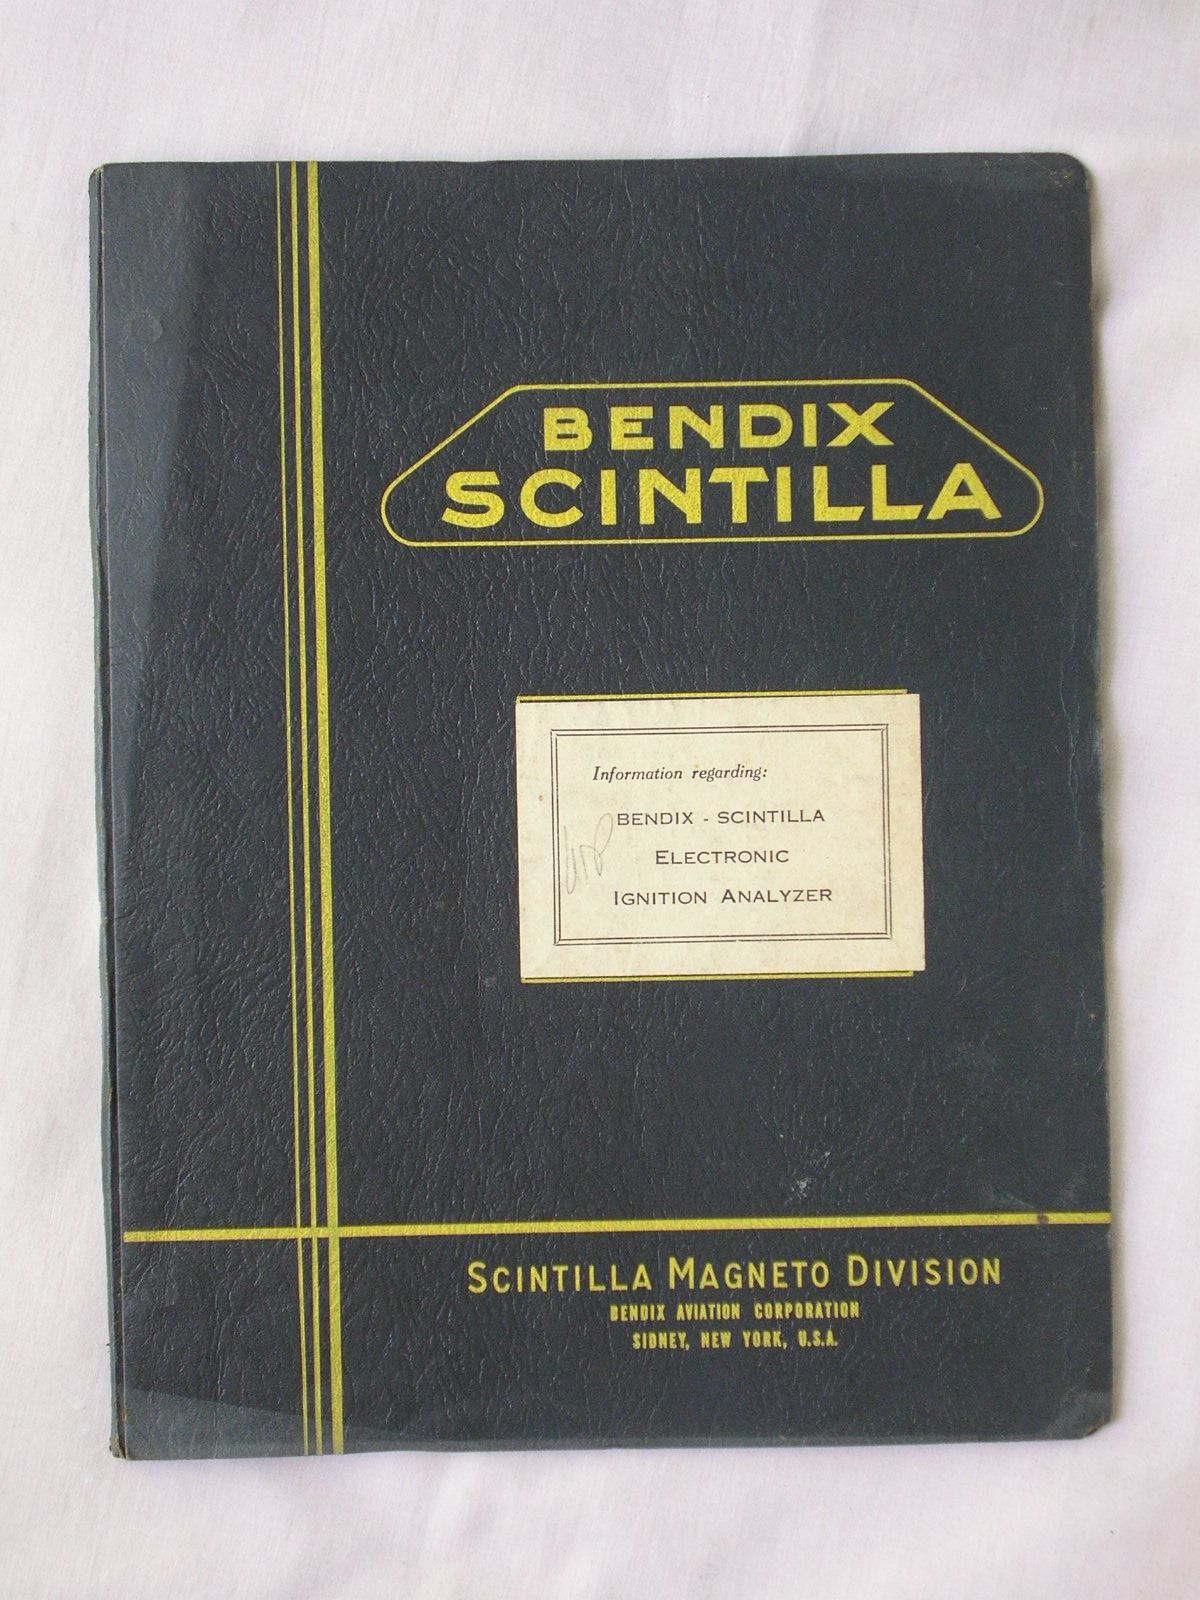 BENDIX
SCINTILLA
Information regarding:
BENDIX - SCINTILLA
ELECTRONIC
IGNITION ANALYZER
SCINTILLA MAGNETO DIVISION
BENDIX AVIATION CORPORATION
SIDNEY, NEW YORK, U.S.A.